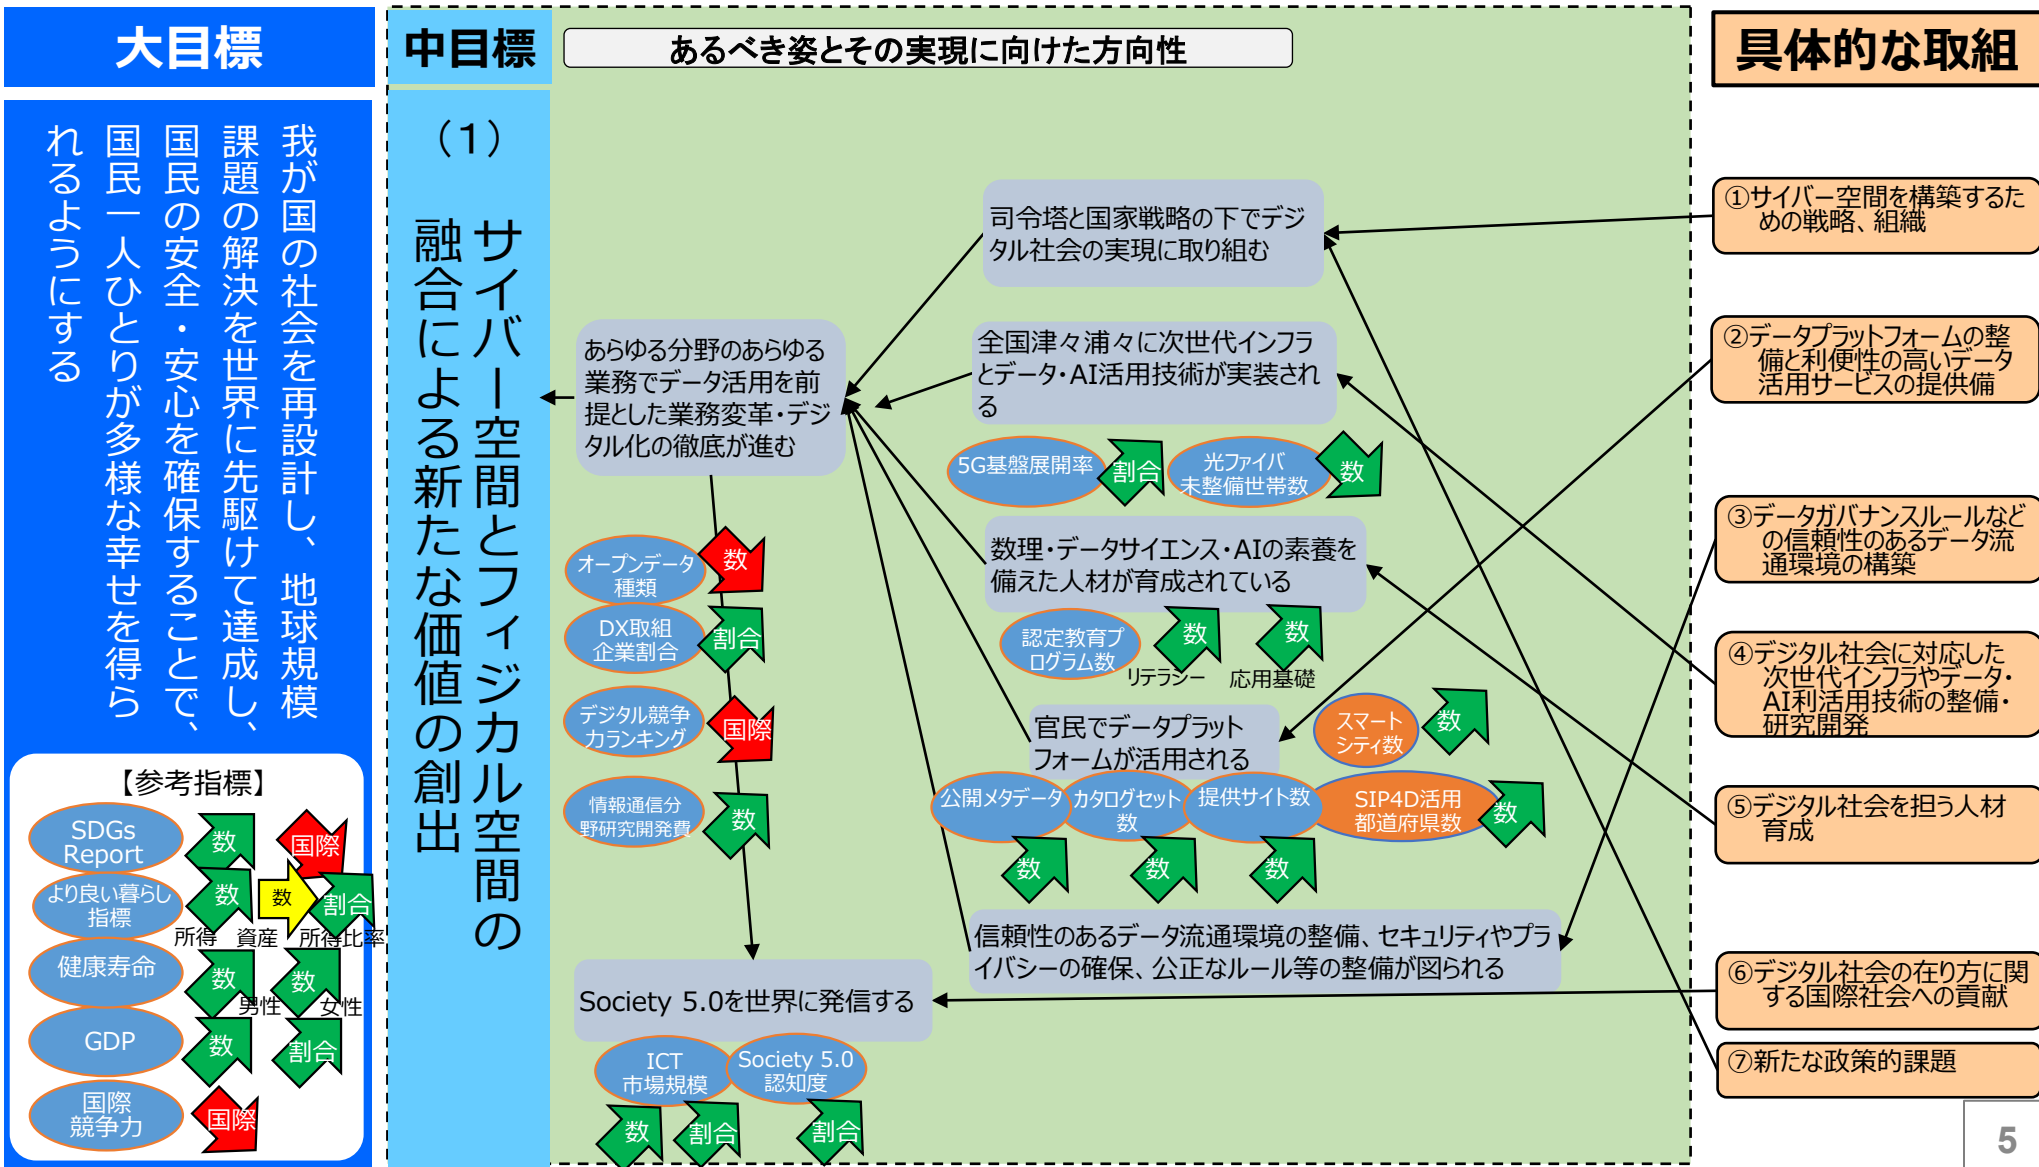 大目標
我が国の社会を再設計し、地球規模
課題の解決を世界に先駆けて達成し、
国民の安全・安心を確保することで、
国民一人ひとりが多様な幸せを得ら
れるようにする
【参考指標】
SDGs
Report
数
国際
より良い暮らし
指標
数
数
割合
所得
資産
所得比率
健康寿命
数
数
男性
女性
GDP
数
割合
国際
競争力
国際
中目標
(1)
サイバー空間とフィジカル空間の
融合による新たな価値の創出
あるべき姿とその実現に向けた方向性
あらゆる分野のあらゆる
業務でデータ活用を前
提とした業務変革・デジ
タル化の徹底が進む
オープンデータ
種類
数
DX取組
企業割合
割合
デジタル競争
力ランキング
国際
情報通信分
野研究開発費
数
Society 5.0を世界に発信する
ICT
市場規模
数
割合
Society 5.0
認知度
割合
司令塔と国家戦略の下でデジ
タル社会の実現に取り組む
全国津々浦々に次世代インフラ
とデータ・AI活用技術が実装され
る
5G基盤展開率
割合
光ファイバ
未整備世帯数
数
数理・データサイエンス・AIの素養を
備えた人材が育成されている
認定教育プ
ログラム数
数
リテラシー
数
応用基礎
官民でデータプラット
フォームが活用される
スマート
シティ数
数
公開メタデータ
数
カタログセット
数
数
提供サイト数
数
SIP4D活用
都道府県数
数
信頼性のあるデータ流通環境の整備、セキュリティやプラ
イバシーの確保、公正なルール等の整備が図られる
具体的な取組
①サイバー空間を構築するた
めの戦略、組織
②データプラットフォームの整
備と利便性の高いデータ
活用サービスの提供備
③データガバナンスルールなど
の信頼性のあるデータ流
通環境の構築
④デジタル社会に対応した
次世代インフラやデータ・
AI利活用技術の整備・
研究開発
⑤デジタル社会を担う人材
育成
⑥デジタル社会の在り方に関
する国際社会への貢献
⑦新たな政策的課題
5